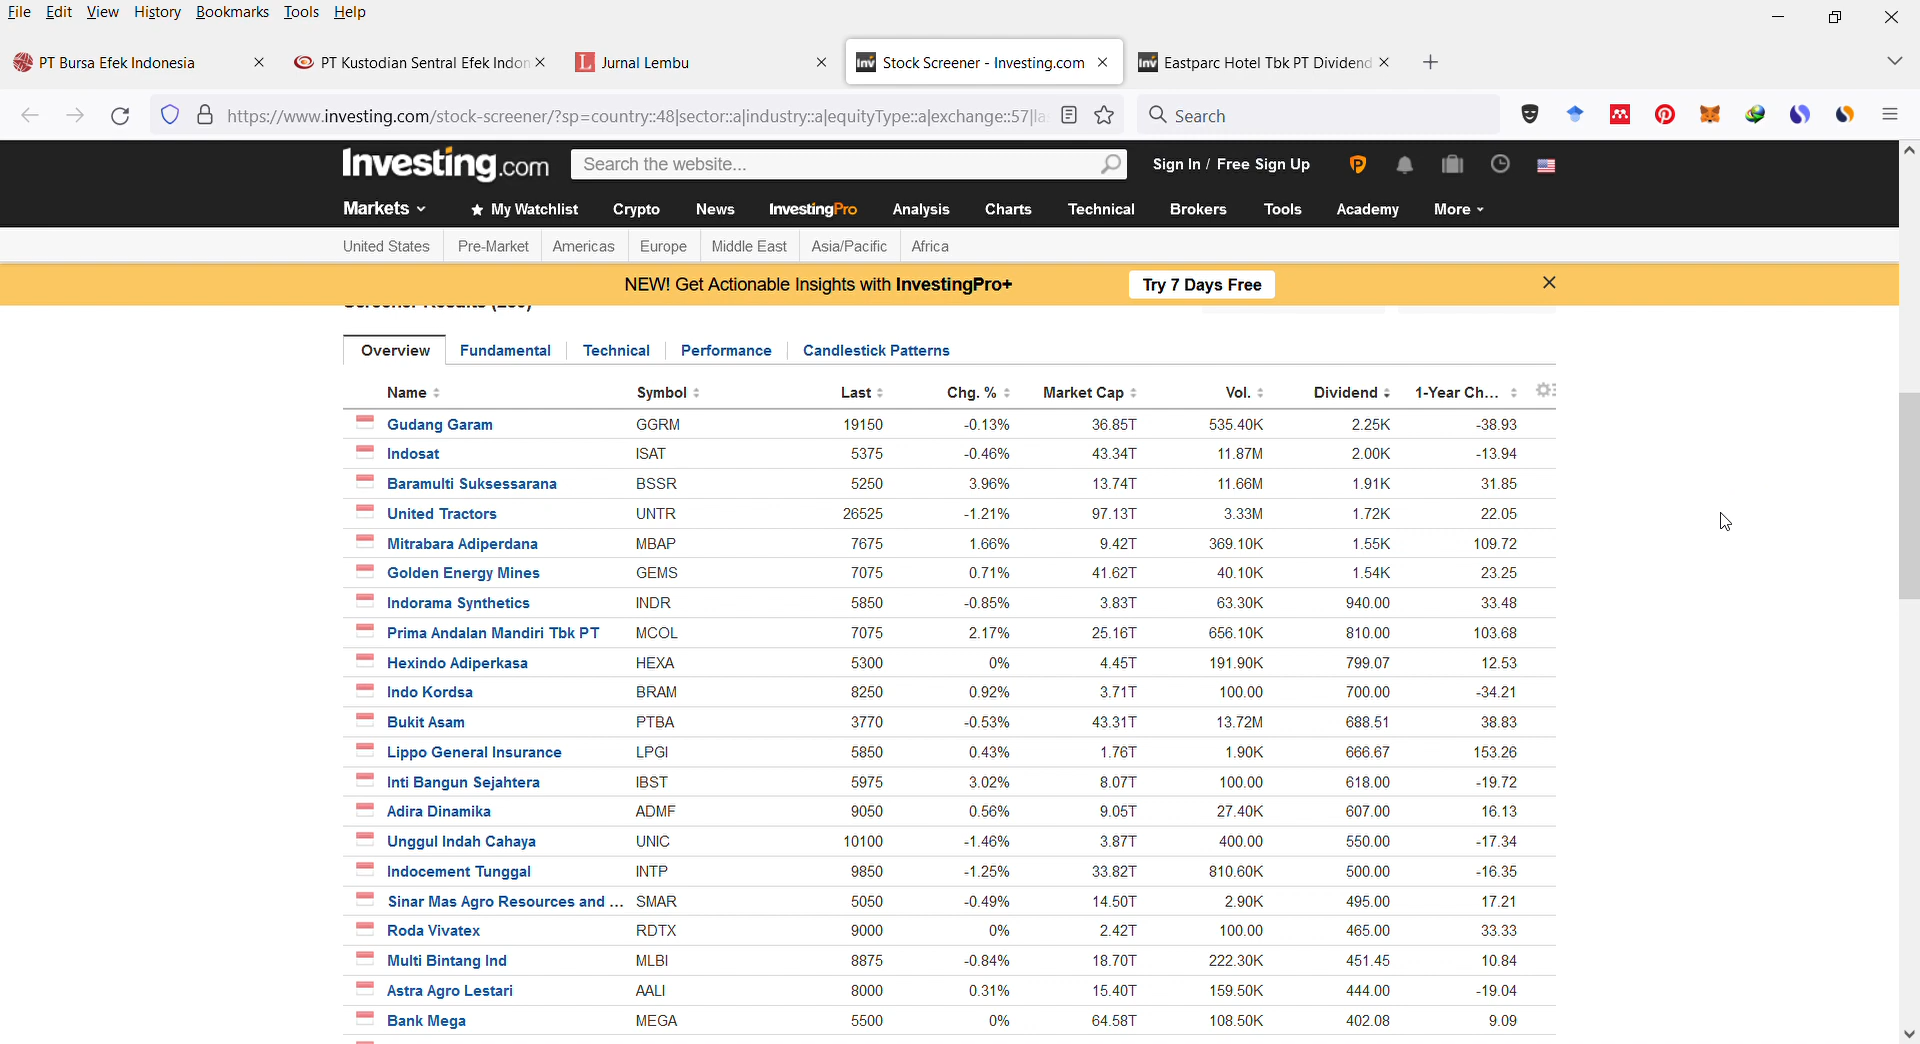 File Edit View History Bookmarks Tools Help
PT Bursa Efek Indonesia
PT Kustodian Sentral Efek Indon
Jurnal Lembu
Stock Screener - Investing.com
Eastparc Hotel Tbk PT Dividend
https://www.investing.com/stock-screener/?sp=country::48|sector::a|industry::a|equityType::a|exchange::57|la
Search
Investing.com
Search the website...
Sign In / Free Sign Up
Markets My Watchlist Crypto News InvestingPro Analysis Charts Technical Brokers Tools Academy More
United States Pre-Market Americas Europe Middle East Asia/Pacific Africa
NEW! Get Actionable Insights with InvestingPro+ Try 7 Days Free
Overview Fundamental Technical Performance Candlestick Patterns
Name Symbol Last Chg. % Market Cap Vol. Dividend 1-Year Ch...
Gudang Garam GGRM 19150 -0.13% 36.85T 535.40K 2.25K -38.93
Indosat ISAT 5375 -0.46% 43.34T 11.87M 2.00K -13.94
Baramulti Suksessarana BSSR 5250 3.96% 13.74T 11.66M 1.91K 31.85
United Tractors UNTR 26525 -1.21% 97.13T 3.33M 1.72K 22.05
Mitrabara Adiperdana MBAP 7675 1.66% 9.42T 369.10K 1.55K 109.72
Golden Energy Mines GEMS 7075 0.71% 41.62T 40.10K 1.54K 23.25
Indorama Synthetics INDR 5850 -0.85% 3.83T 63.30K 940.00 33.48
Prima Andalan Mandiri Tbk PT MCOL 7075 2.17% 25.16T 656.10K 810.00 103.68
Hexindo Adiperkasa HEXA 5300 0% 4.45T 191.90K 799.07 12.53
Indo Kordsa BRAM 8250 0.92% 3.71T 100.00 700.00 -34.21
Bukit Asam PTBA 3770 -0.53% 43.31T 13.72M 688.51 38.83
Lippo General Insurance LPGI 5850 0.43% 1.76T 1.90K 666.67 153.26
Inti Bangun Sejahtera IBST 5975 3.02% 8.07T 100.00 618.00 -19.72
Adira Dinamika ADMF 9050 0.56% 9.05T 27.40K 607.00 16.13
Unggul Indah Cahaya UNIC 10100 -1.46% 3.87T 400.00 550.00 -17.34
Indocement Tunggal INTP 9850 -1.25% 33.82T 810.60K 500.00 -16.35
Sinar Mas Agro Resources and ... SMAR 5050 -0.49% 14.50T 2.90K 495.00 17.21
Roda Vivatex RDTX 9000 0% 2.42T 100.00 465.00 33.33
Multi Bintang Ind MLBI 8875 -0.84% 18.70T 222.30K 451.45 10.84
Astra Agro Lestari AALI 8000 0.31% 15.40T 159.50K 444.00 -19.04
Bank Mega MEGA 5500 0% 64.58T 108.50K 402.08 9.09